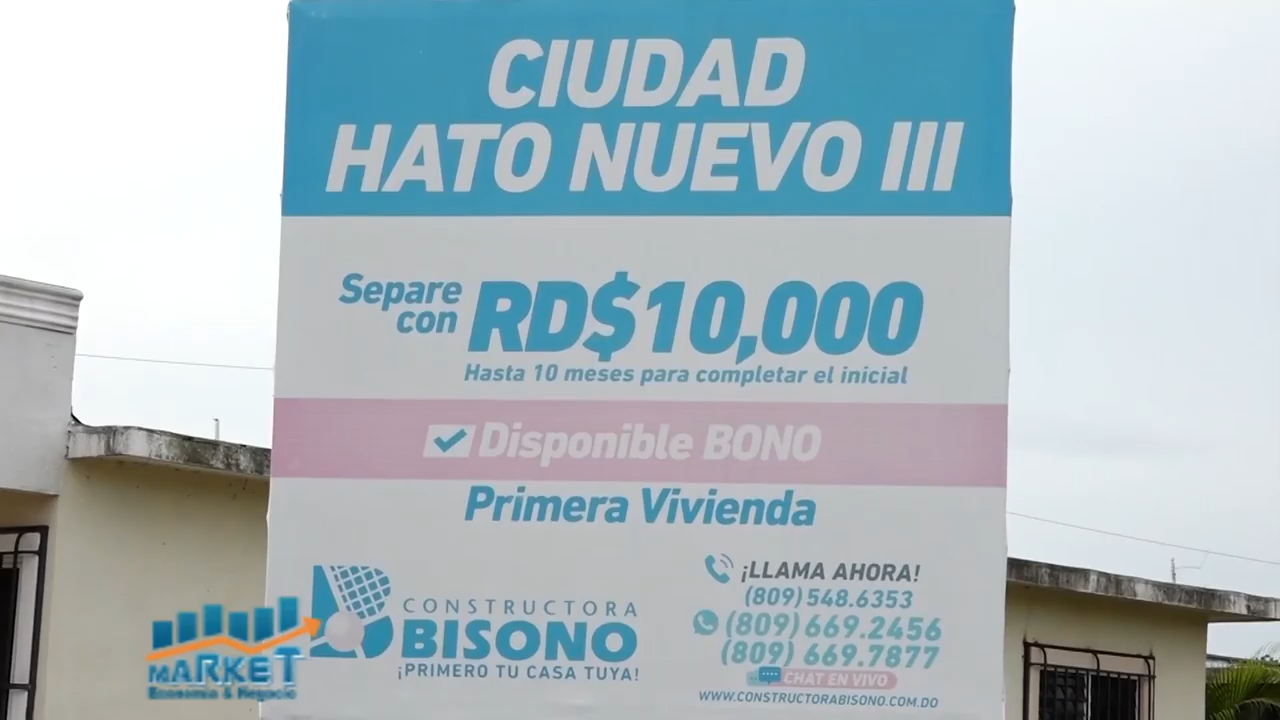 CIUDAD
HATO NUEVO III
Separe
con RD$10,000
Hasta 10 meses para completar el inicial
Disponible BONO
Primera Vivienda
CONSTRUCTORA
BISONO
¡PRIMERO TU CASA TUYA!
¡LLAMA AHORA!
(809) 548.6353
(809) 669.2456
(809) 669.7877
CHAT EN VIVO
WWW.CONSTRUCTORABISONO.COM.DO
MARKET
Economía & Negocio